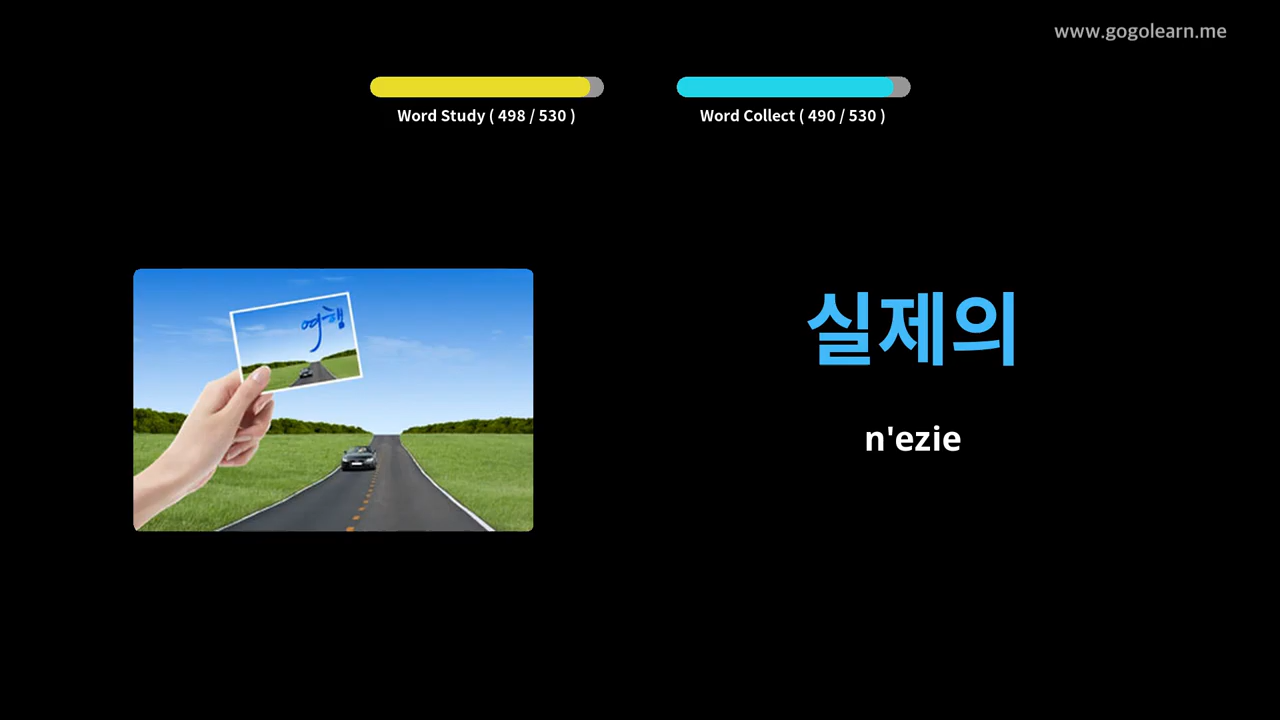 www.gogolearn.me
Word Study ( 498 / 530 )
Word Collect ( 490 / 530 )
여행
실제의
n'ezie